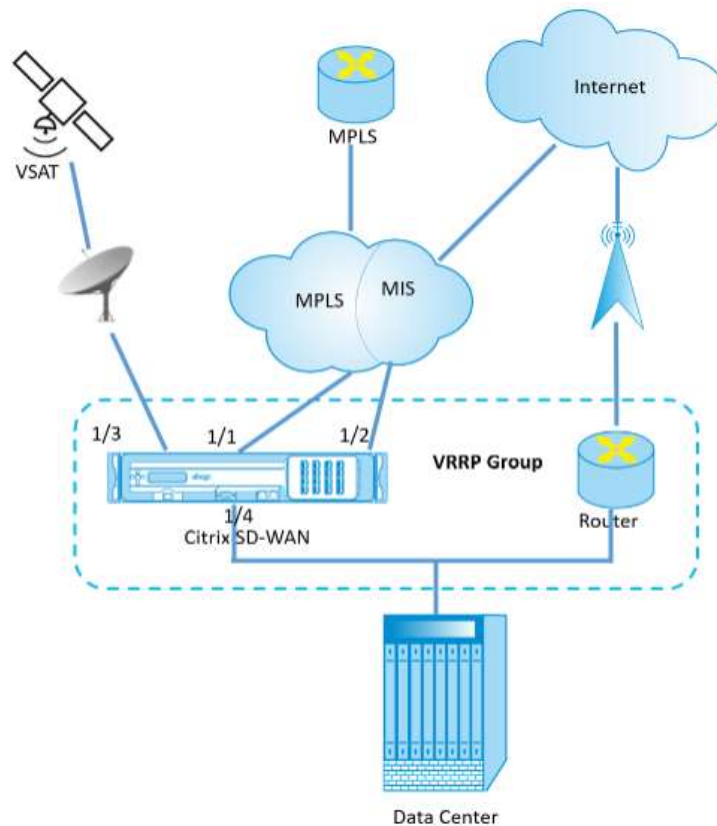 MPLS
Internet
VSAT
MPLS
MIS
1/3
1/1
1/2
VRRP Group
1/4
Citrix SD-WAN
Router
Data Center